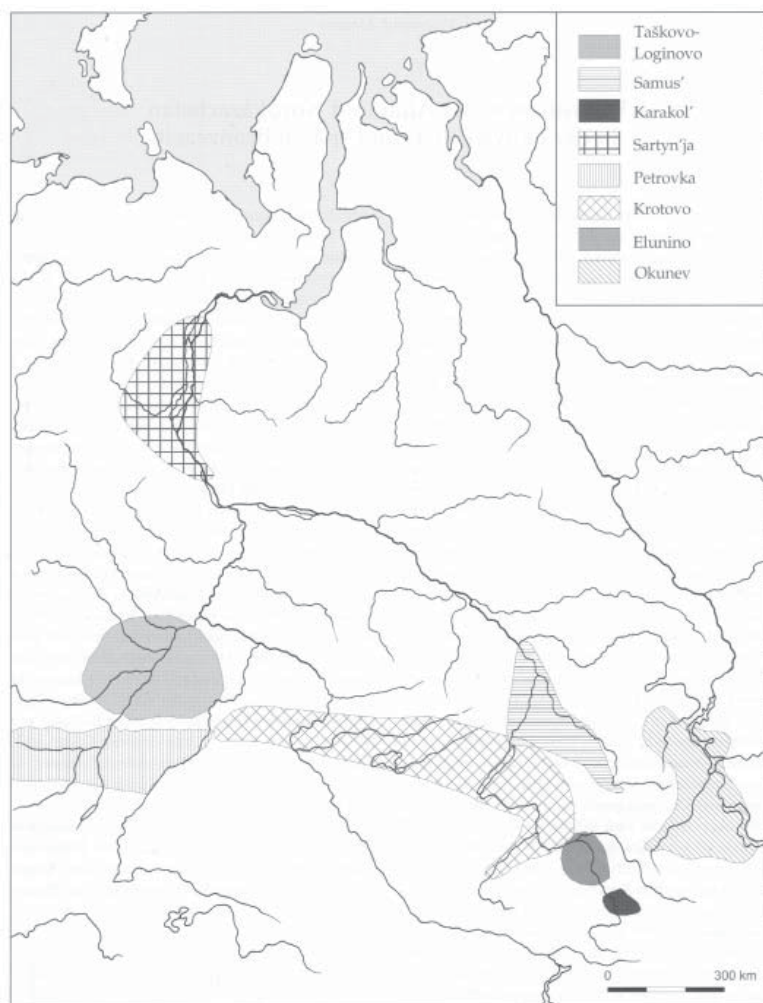 Taškovo-
Loginovo
Samus'
Karakol'
Sartyn'ja
Petrovka
Krotovo
Elunino
Okunev
0 300 km